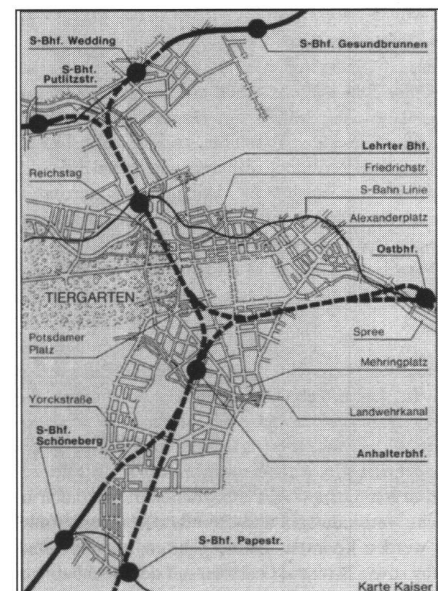 S-Bhf. Wedding
S-Bhf. Gesundbrunnen
S-Bhf.
Putlitzstr.
Lehrter Bhf.
Reichstag
Friedrichstr.
S-Bahn Linie
Alexanderplatz
Ostbhf.
TIERGARTEN
Spree
Potsdamer
Platz
Mehringplatz
Yorckstraße
Landwehrkanal
S-Bhf.
Schöneberg
Anhalterbhf.
S-Bhf. Papestr.
Karte Kaiser